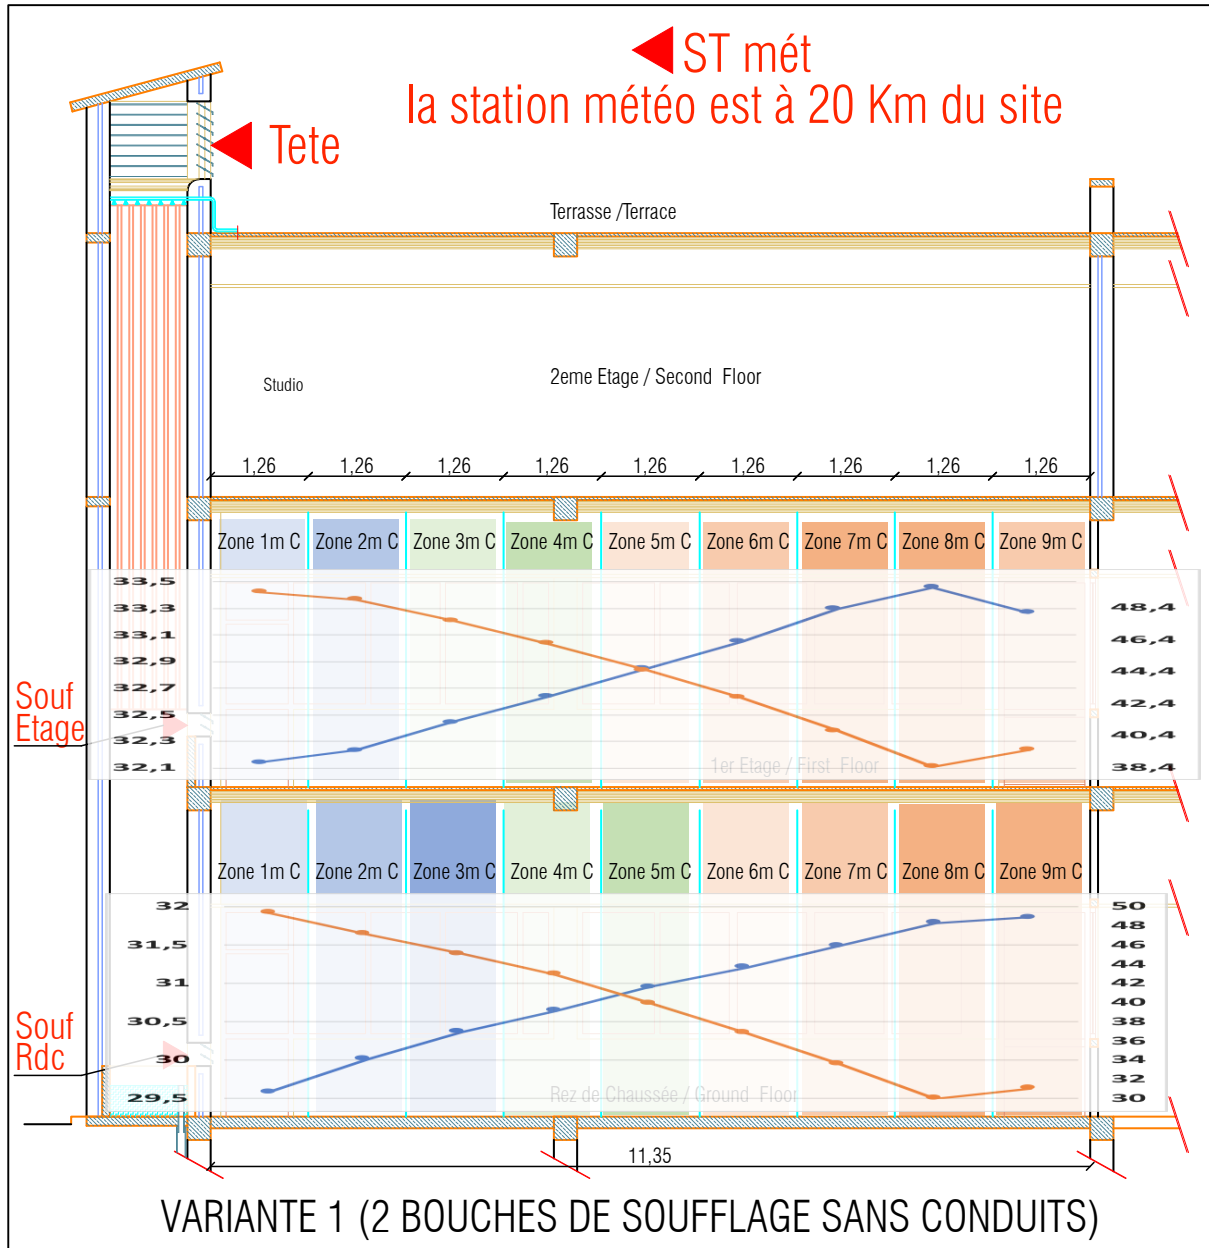 ST mét
la station météo est à 20 Km du site
Tete
Terrasse /Terrace
Studio
2eme Etage / Second Floor
1,26 1,26 1,26 1,26 1,26 1,26 1,26 1,26 1,26
Zone 1m C Zone 2m C Zone 3m C Zone 4m C Zone 5m C Zone 6m C Zone 7m C Zone 8m C Zone 9m C
33,5
33,3 48,4
33,1 46,4
32,9 44,4
32,7 42,4
32,5 40,4
32,3 38,4
32,1
Souf
Etage
1er Etage / First Floor
Zone 1m C Zone 2m C Zone 3m C Zone 4m C Zone 5m C Zone 6m C Zone 7m C Zone 8m C Zone 9m C
32 50
48
31,5 46
44
31 42
40
30,5 38
36
30 34
32
29,5 30
Souf
Rdc
Rez de Chaussée / Ground Floor
11,35
VARIANTE 1 (2 BOUCHES DE SOUFFLAGE SANS CONDUITS)